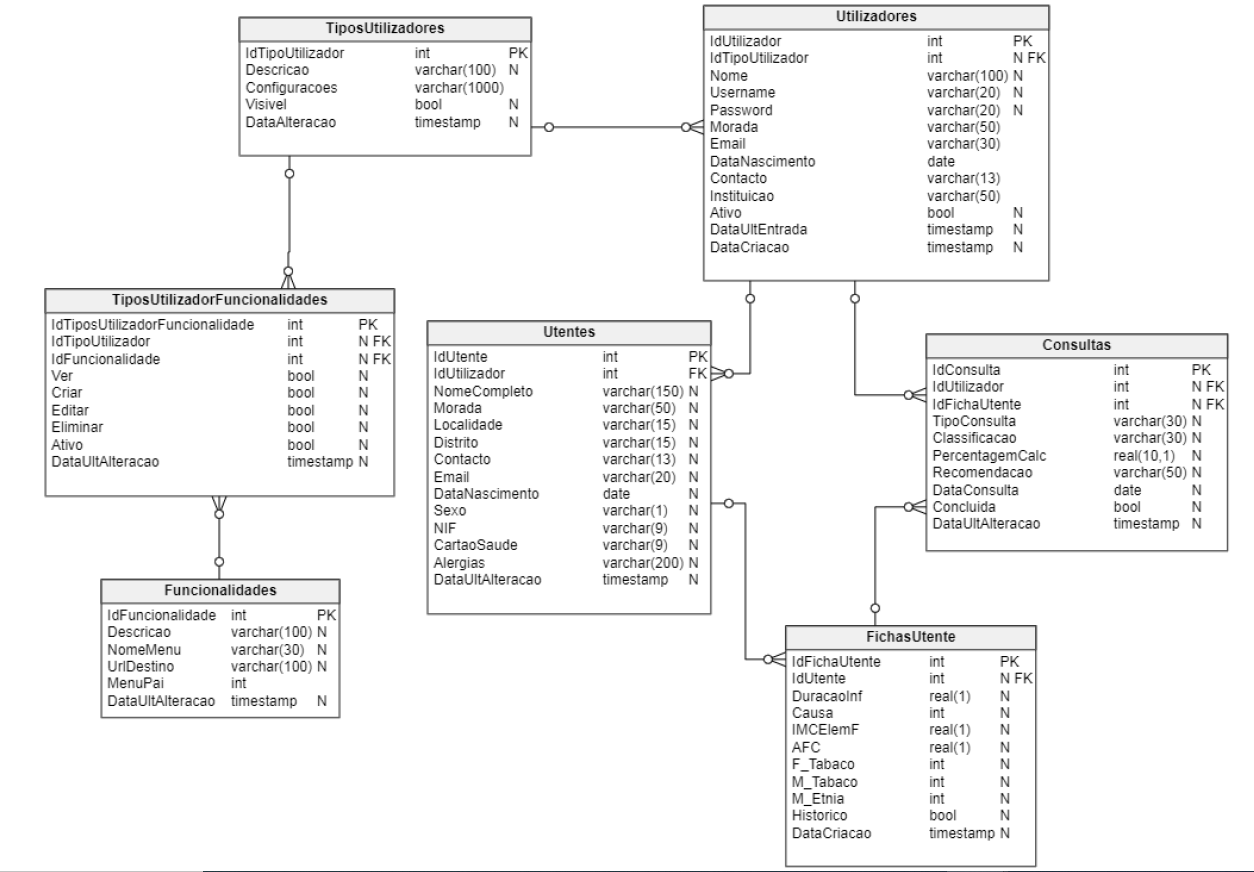 TiposUtilizadores
IdTipoUtilizador int PK
Descricao varchar(100) N
Configuracoes varchar(1000)
Visivel bool N
DataAlteracao timestamp N
Utilizadores
IdUtilizador int PK
IdTipoUtilizador int N FK
Nome varchar(100) N
Username varchar(20) N
Password varchar(20) N
Morada varchar(50)
Email varchar(30)
DataNascimento date
Contacto varchar(13)
Instituicao varchar(50)
Ativo bool N
DataUltEntrada timestamp N
DataCriacao timestamp N
TiposUtilizadorFuncionalidades
IdTiposUtilizadorFuncionalidade int PK
IdTipoUtilizador int N FK
IdFuncionalidade int N FK
Ver bool N
Criar bool N
Editar bool N
Eliminar bool N
Ativo bool N
DataUltAlteracao timestamp N
Utentes
IdUtente int PK
IdUtilizador int FK
NomeCompleto varchar(150) N
Morada varchar(50) N
Localidade varchar(15) N
Distrito varchar(15) N
Contacto varchar(13) N
Email varchar(20) N
DataNascimento date N
Sexo varchar(1) N
NIF varchar(9) N
CartaoSaude varchar(9) N
Alergias varchar(200) N
DataUltAlteracao timestamp N
Consultas
IdConsulta int PK
IdUtilizador int N FK
IdFichaUtente int N FK
TipoConsulta varchar(30) N
Classificacao varchar(30) N
PercentagemCalc real(10,1) N
Recomendacao varchar(50) N
DataConsulta date N
Concluida bool N
DataUltAlteracao timestamp N
Funcionalidades
IdFuncionalidade int PK
Descricao varchar(100) N
NomeMenu varchar(30) N
UrlDestino varchar(100) N
MenuPai int
DataUltAlteracao timestamp N
FichasUtente
IdFichaUtente int PK
IdUtente int N FK
DuracaoInf real(1) N
Causa int N
IMCElemF real(1) N
AFC real(1) N
F_Tabaco int N
M_Tabaco int N
M_Etnia int N
Historico bool N
DataCriacao timestamp N